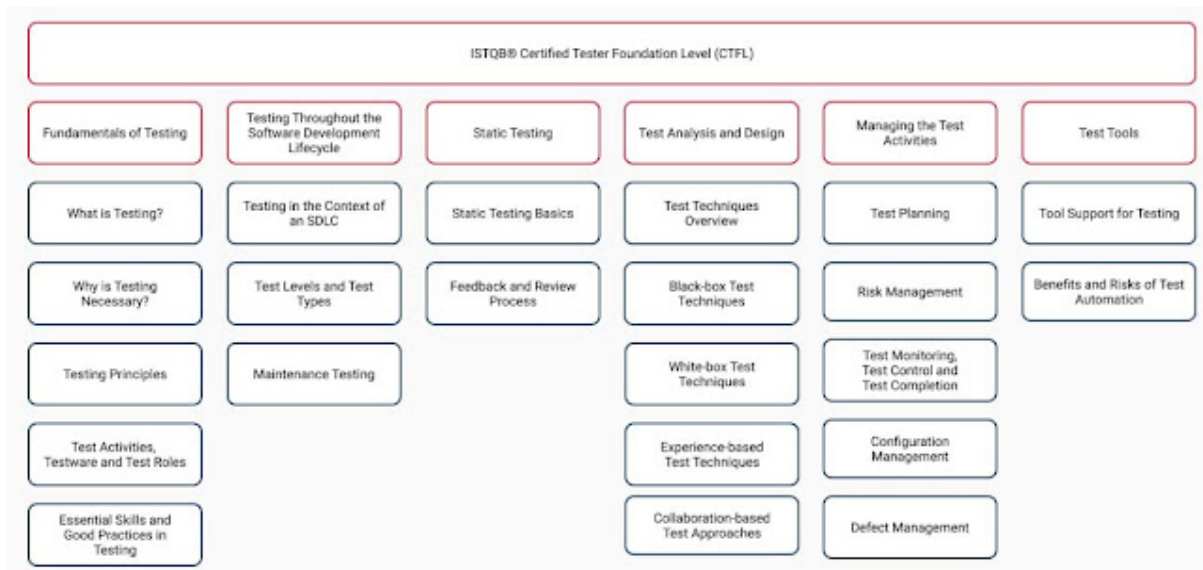 ISTQB® Certified Tester Foundation Level (CTFL)
Fundamentals of Testing
Testing Throughout the
Software Development
Lifecycle
Static Testing
Test Analysis and Design
Managing the Test
Activities
Test Tools
What is Testing?
Testing in the Context of
an SDLC
Static Testing Basics
Test Techniques
Overview
Test Planning
Tool Support for Testing
Why is Testing
Necessary?
Test Levels and Test
Types
Feedback and Review
Process
Black-box Test
Techniques
Risk Management
Benefits and Risks of Test
Automation
Testing Principles
Maintenance Testing
White-box Test
Techniques
Test Monitoring,
Test Control and
Test Completion
Test Activities,
Testware and Test Roles
Experience-based
Test Techniques
Configuration
Management
Essential Skills and
Good Practices in
Testing
Collaboration-based
Test Approaches
Defect Management